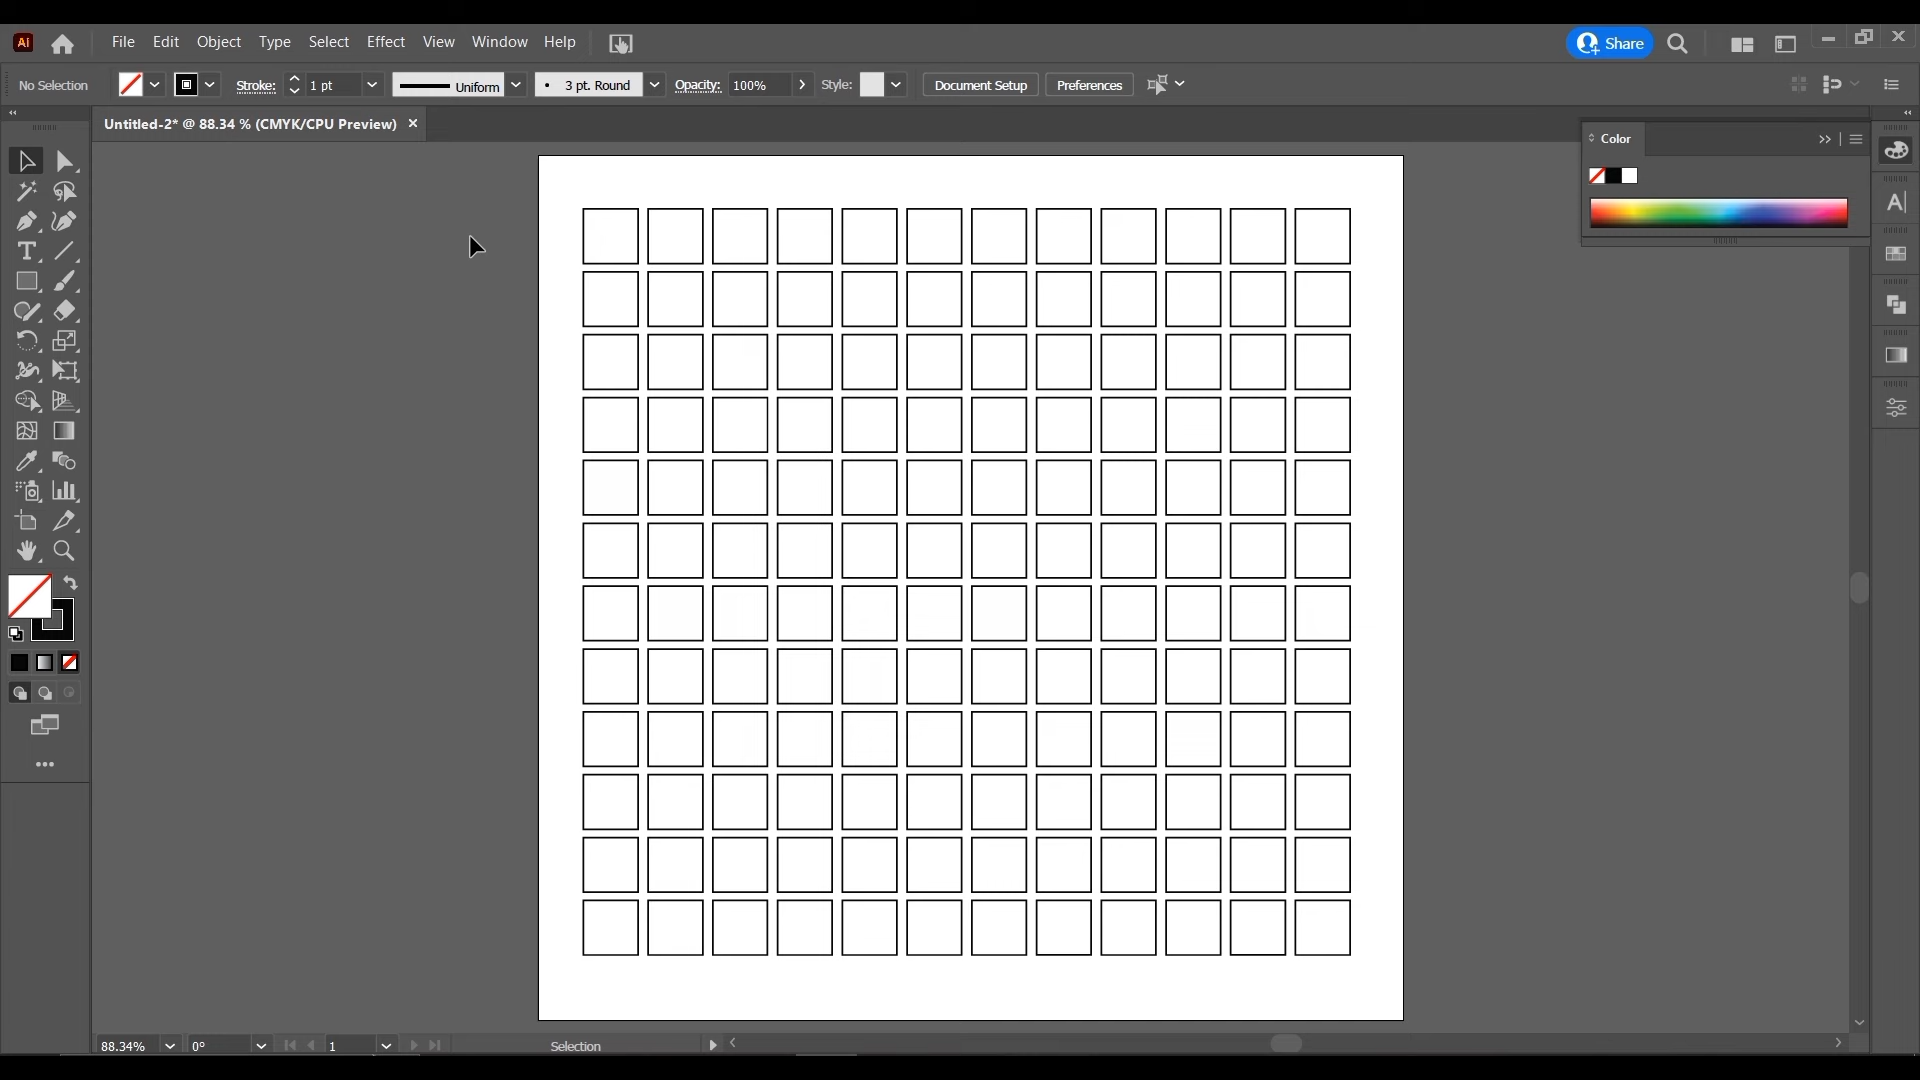 Ai File Edit Object Type Select Effect View Window Help Share
No Selection Stroke: 1 pt Uniform 3 pt. Round Opacity: 100% Style: Document Setup Preferences
Untitled-2* @ 88.34 % (CMYK/CPU Preview)
Color
88.34% 0° 1 Selection